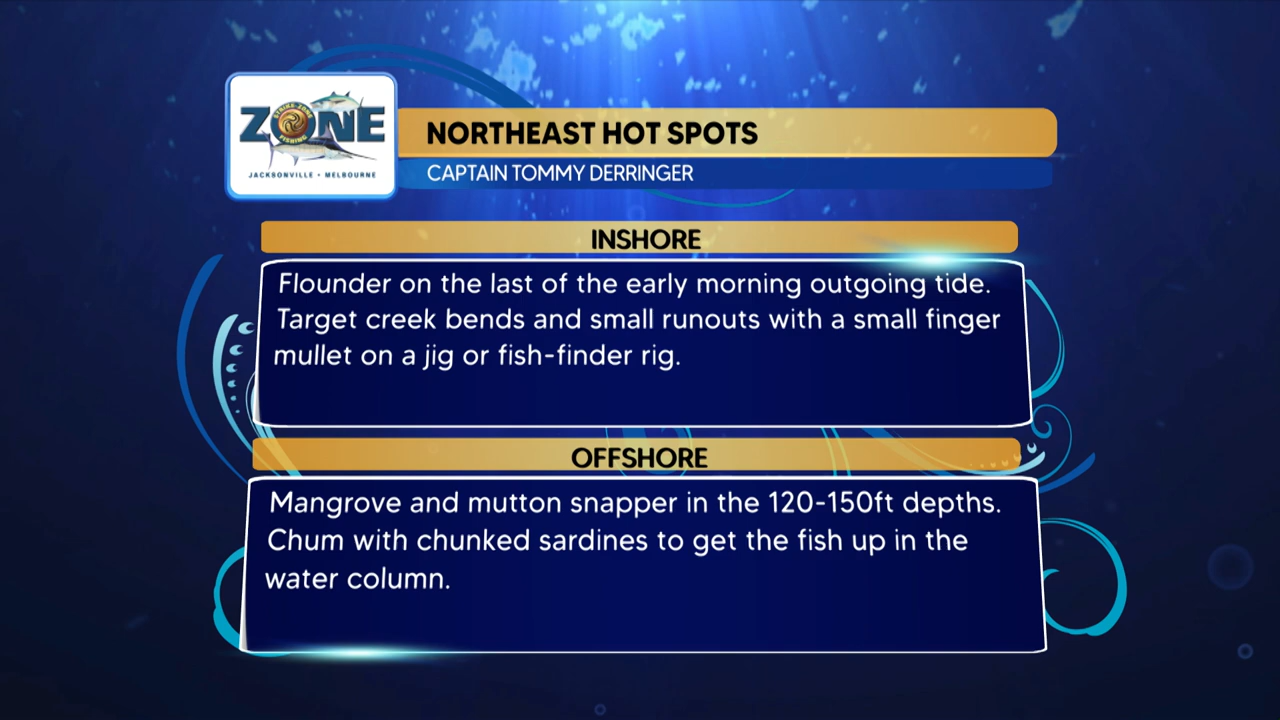 ZONE
STRIKE-ZONE
FISHING
JACKSONVILLE • MELBOURNE
NORTHEAST HOT SPOTS
CAPTAIN TOMMY DERRINGER
INSHORE
Flounder on the last of the early morning outgoing tide.
Target creek bends and small runouts with a small finger
mullet on a jig or fish-finder rig.
OFFSHORE
Mangrove and mutton snapper in the 120-150ft depths.
Chum with chunked sardines to get the fish up in the
water column.